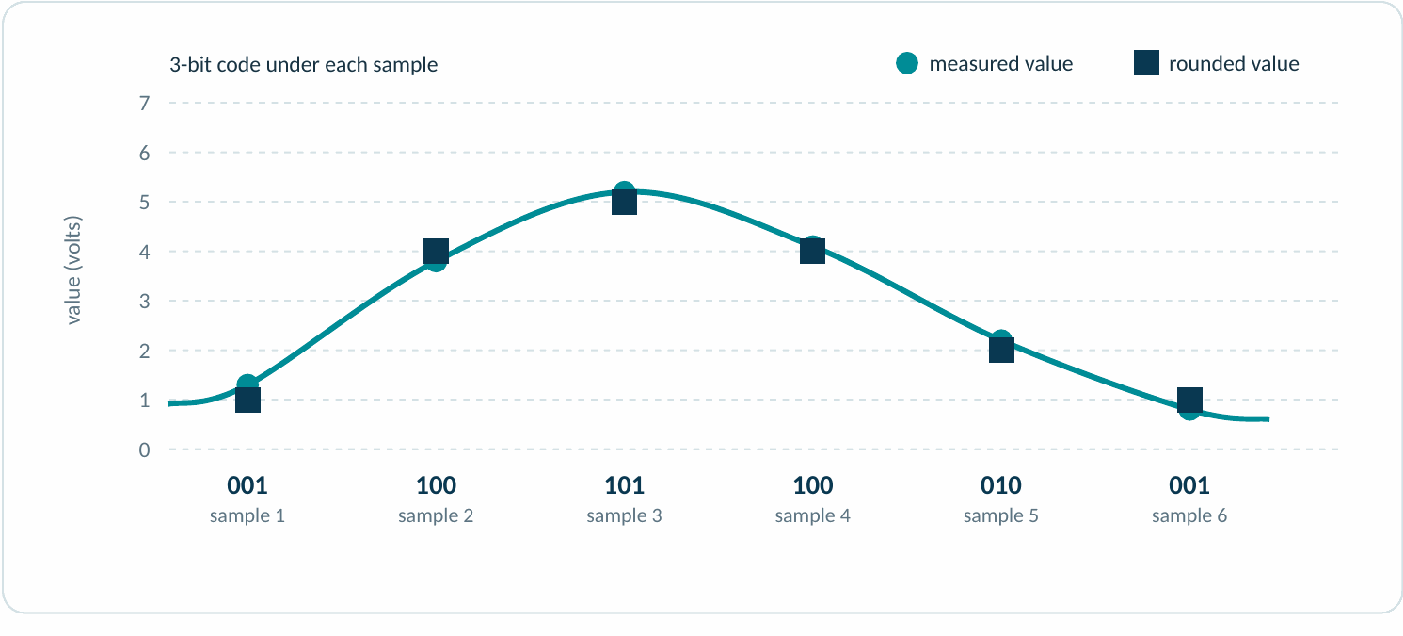 3-bit code under each sample
measured value
rounded value
value (volts)
7
6
5
4
3
2
1
0
001 100 101 100 010 001
sample 1 sample 2 sample 3 sample 4 sample 5 sample 6